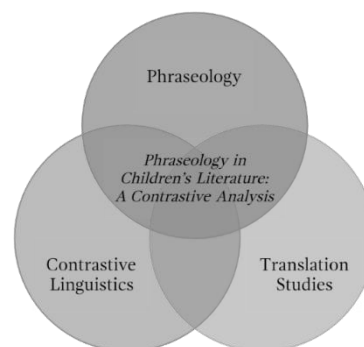 Phraseology
Phraseology in
Children's Literature:
A Contrastive Analysis
Contrastive
Linguistics
Translation
Studies